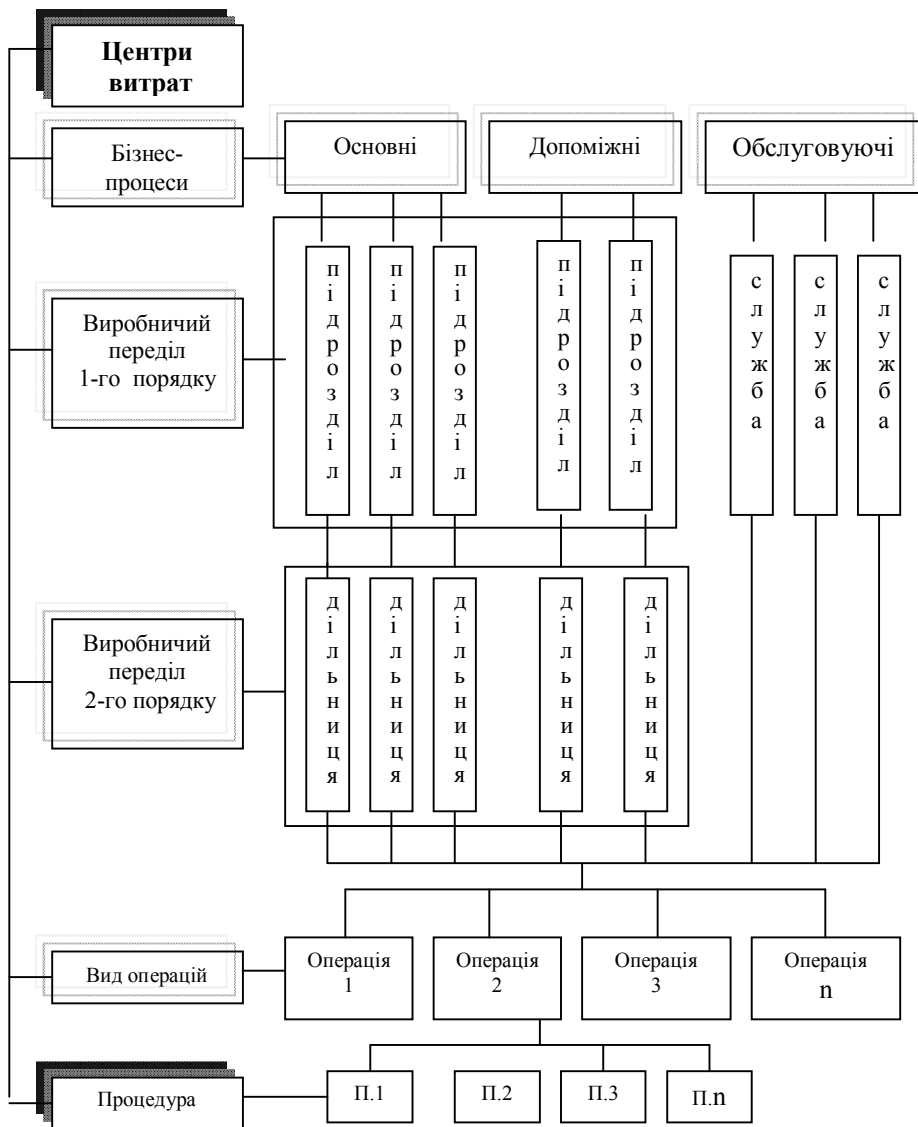 Центри
витрат
Бізнес-
процеси
Основні
Допоміжні
Обслуговуючі
Виробничий
переділ
1-го порядку
підрозділ
підрозділ
підрозділ
підрозділ
підрозділ
служба
служба
служба
Виробничий
переділ
2-го порядку
дільниця
дільниця
дільниця
дільниця
дільниця
Вид операцій
Операція
1
Операція
2
Операція
3
Операція
n
Процедура
П.1
П.2
П.3
П.n